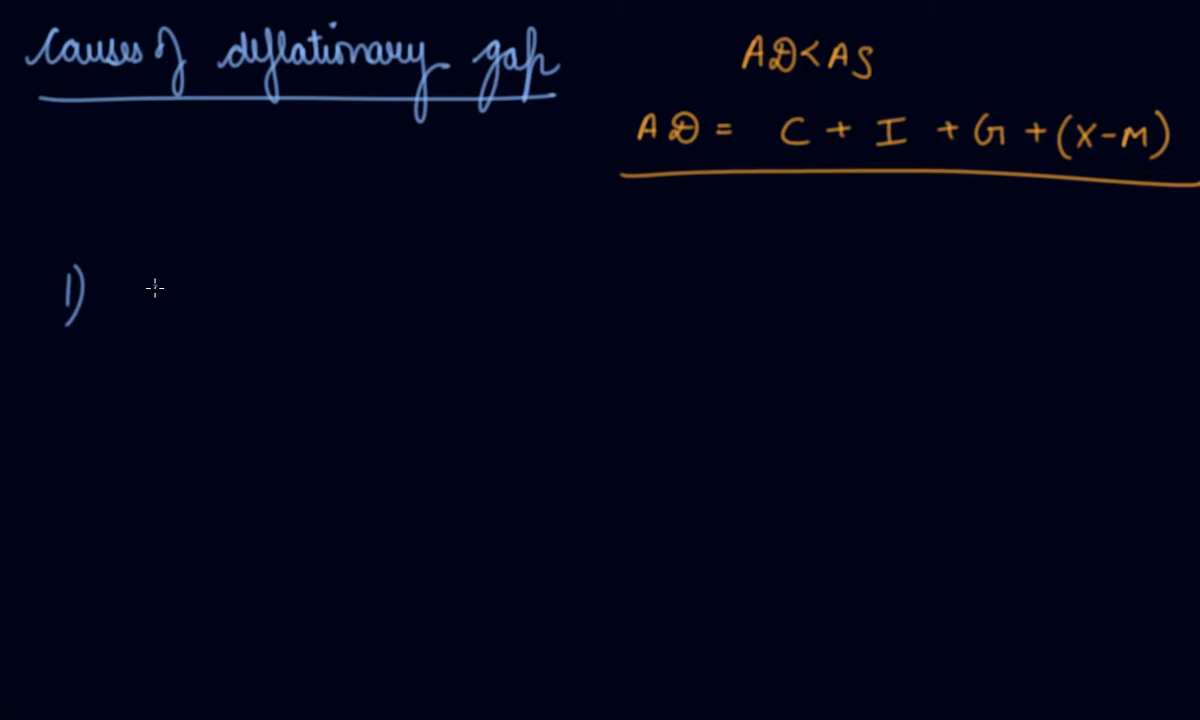 Causes of deflationary gap
AD < AS
AD = C + I + G + (X-M)
1)